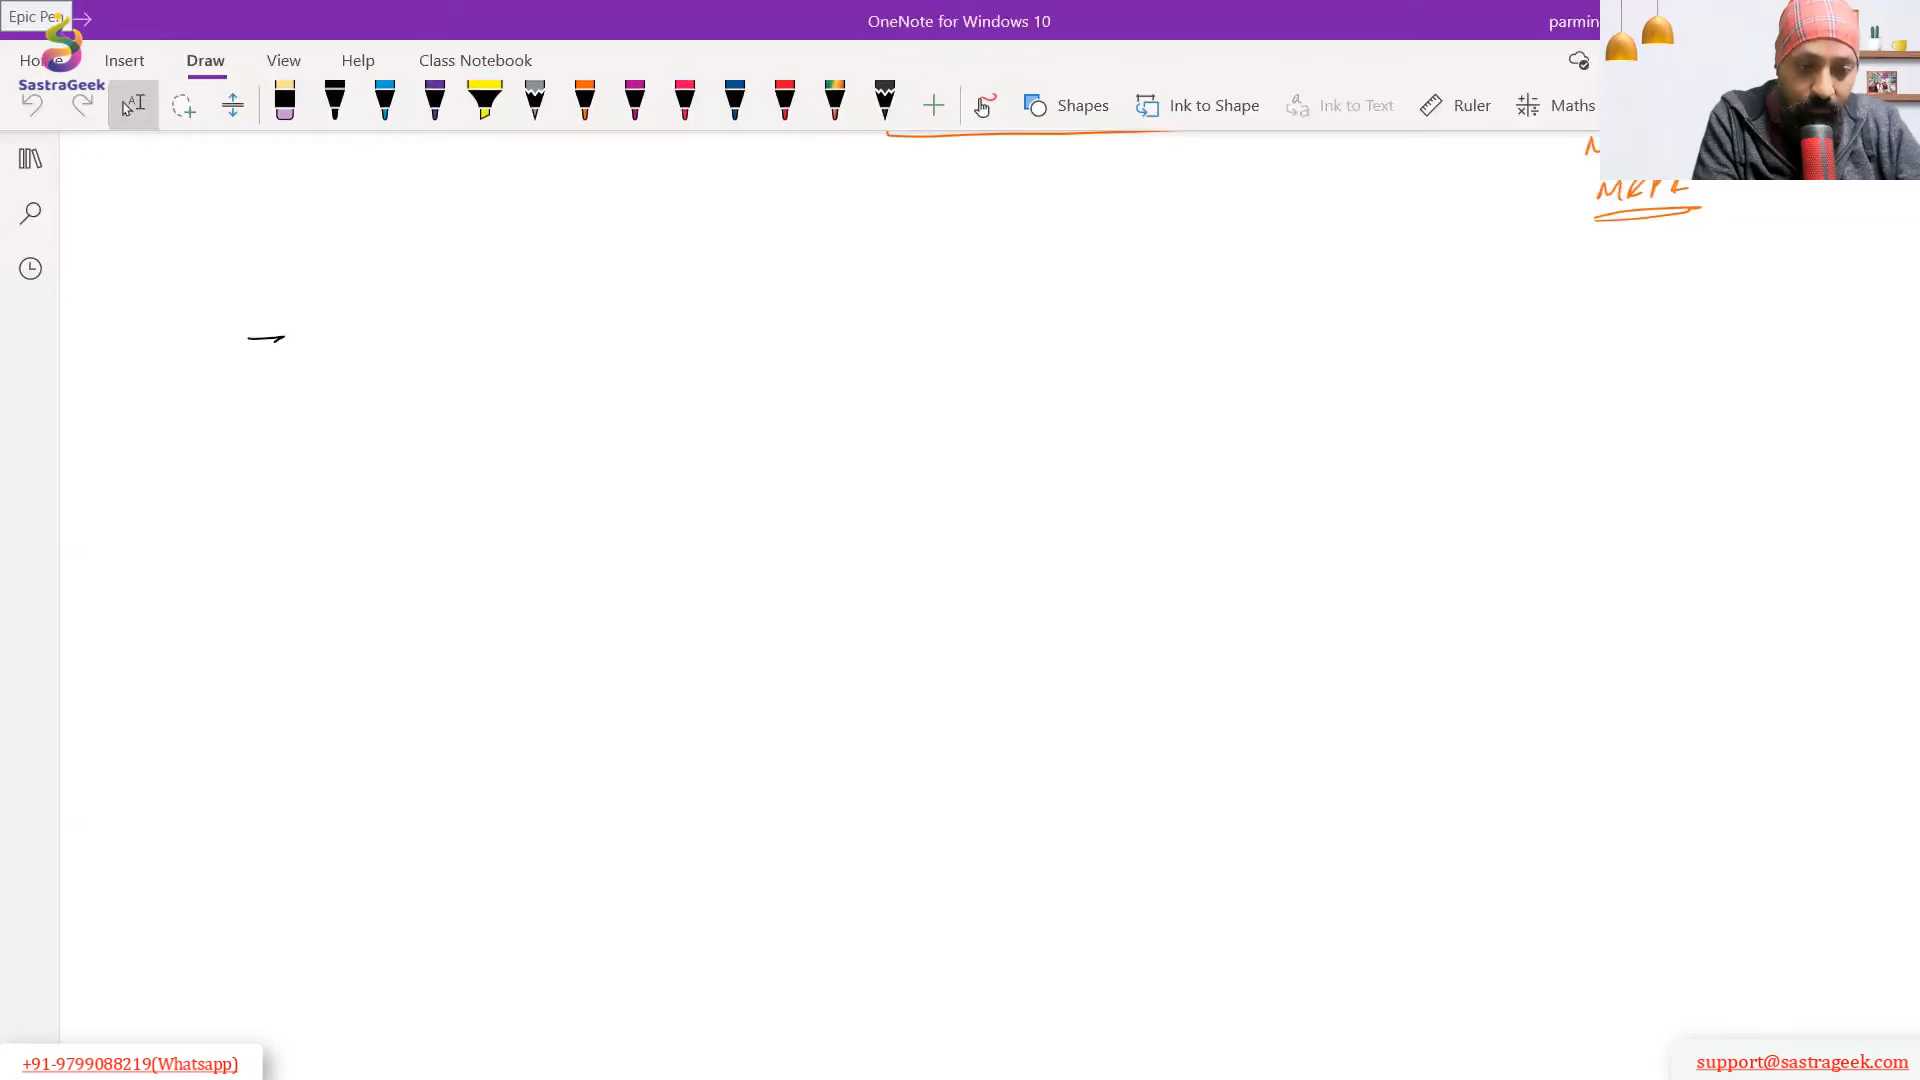 Epic Pen
OneNote for Windows 10
parmin
Home
Insert
Draw
View
Help
Class Notebook
SastraGeek
Shapes
Ink to Shape
Ink to Text
Ruler
Maths
+91-9799088219(Whatsapp)
support@sastrageek.com